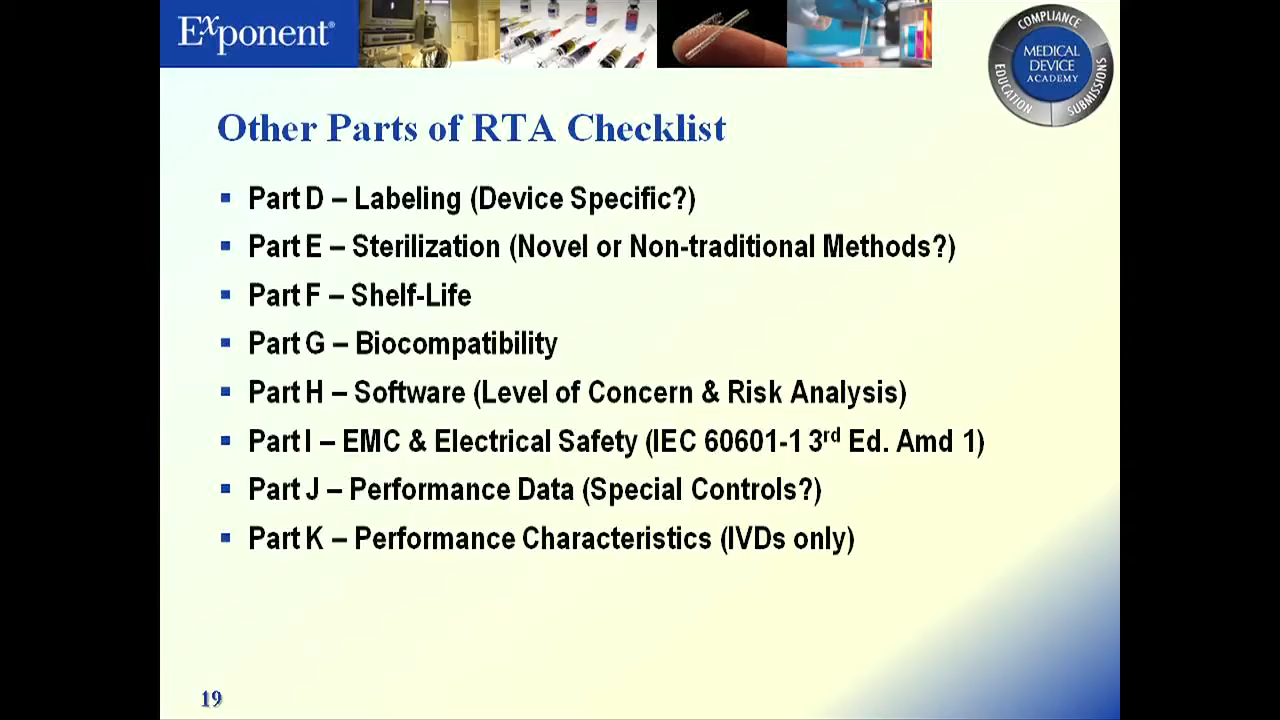 Exponent®
COMPLIANCE
MEDICAL
DEVICE
ACADEMY
EDUCATION
SUBMISSIONS
Other Parts of RTA Checklist
▪ Part D – Labeling (Device Specific?)
▪ Part E – Sterilization (Novel or Non-traditional Methods?)
▪ Part F – Shelf-Life
▪ Part G – Biocompatibility
▪ Part H – Software (Level of Concern & Risk Analysis)
▪ Part I – EMC & Electrical Safety (IEC 60601-1 3rd Ed. Amd 1)
▪ Part J – Performance Data (Special Controls?)
▪ Part K – Performance Characteristics (IVDs only)
19